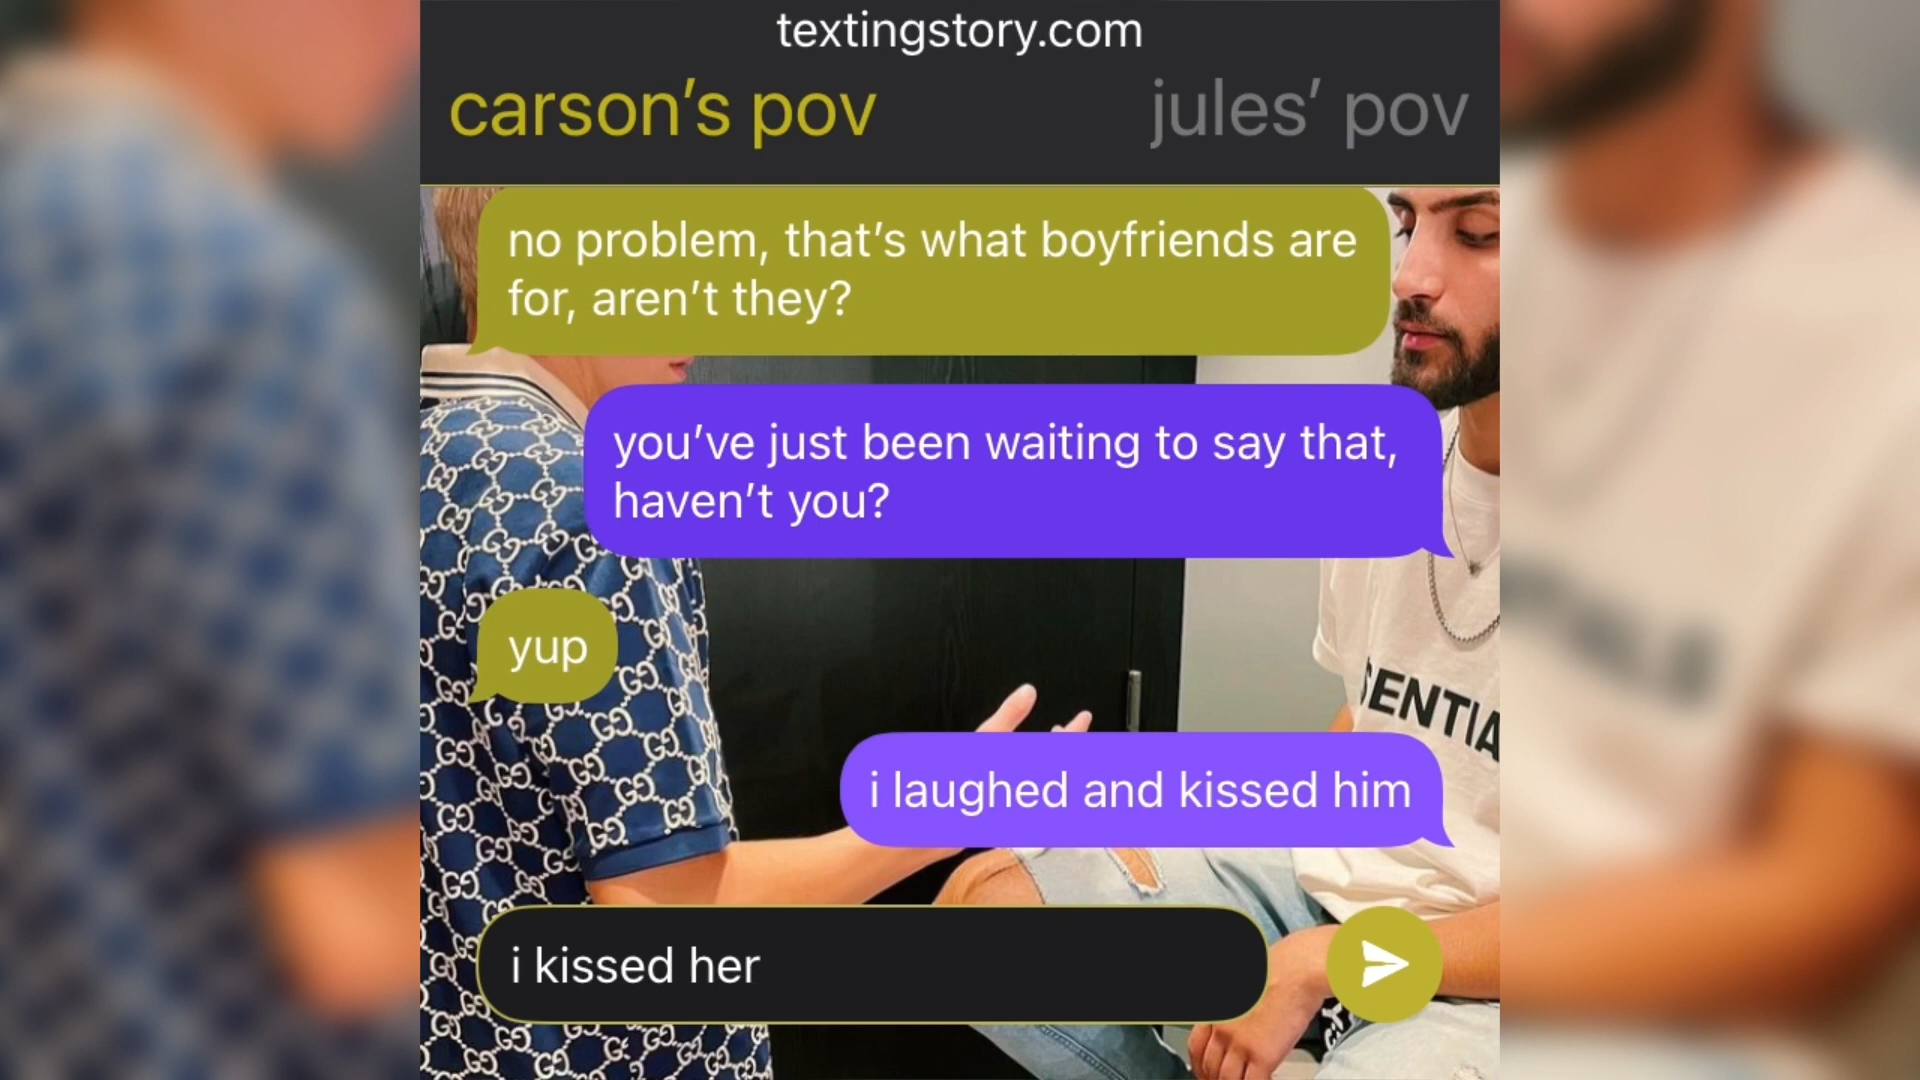 textingstory.com
carson’s pov
jules’ pov
no problem, that’s what boyfriends are
for, aren’t they?
you’ve just been waiting to say that,
haven’t you?
yup
SENTIA
i laughed and kissed him
i kissed her